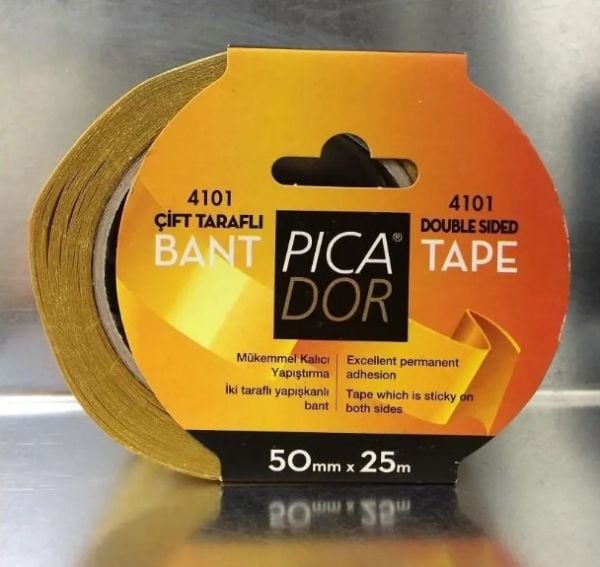 4101
ÇİFT TARAFLI
BANT
PICA®
DOR
4101
DOUBLE SIDED
TAPE
Mükemmel Kalıcı
Yapıştırma
İki taraflı yapışkanlı
bant
Excellent permanent
adhesion
Tape which is sticky on
both sides
50mm x 25m